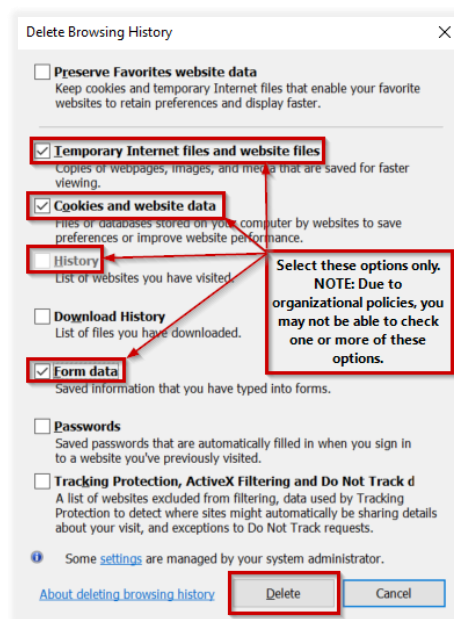 Delete Browsing History
Preserve Favorites website data
Keep cookies and temporary Internet files that enable your favorite
websites to retain preferences and display faster.
Temporary Internet files and website files
Copies of webpages, images, and media that are saved for faster
viewing.
Cookies and website data
Files or databases stored on your computer by websites to save
preferences or improve website performance.
History
List of websites you have visited.
Select these options only.
NOTE: Due to
organizational policies, you
may not be able to check
one or more of these
options.
Download History
List of files you have downloaded.
Form data
Saved information that you have typed into forms.
Passwords
Saved passwords that are automatically filled in when you sign in
to a website you've previously visited.
Tracking Protection, ActiveX Filtering and Do Not Track d
A list of websites excluded from filtering, data used by Tracking
Protection to detect where sites might automatically be sharing details
about your visit, and exceptions to Do Not Track requests.
Some settings are managed by your system administrator.
About deleting browsing history
Delete
Cancel